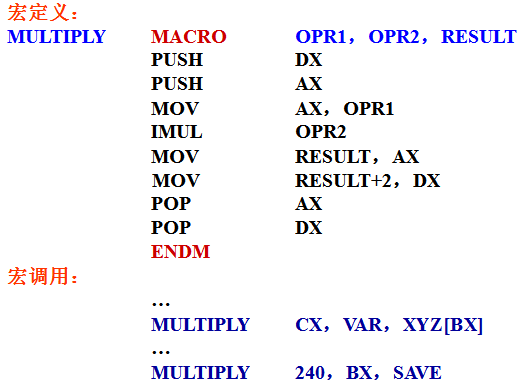 宏定义：
MULTIPLY MACRO OPR1，OPR2，RESULT
PUSH DX
PUSH AX
MOV AX，OPR1
IMUL OPR2
MOV RESULT，AX
MOV RESULT+2，DX
POP AX
POP DX
ENDM
宏调用：
…
MULTIPLY CX，VAR，XYZ[BX]
…
MULTIPLY 240，BX，SAVE